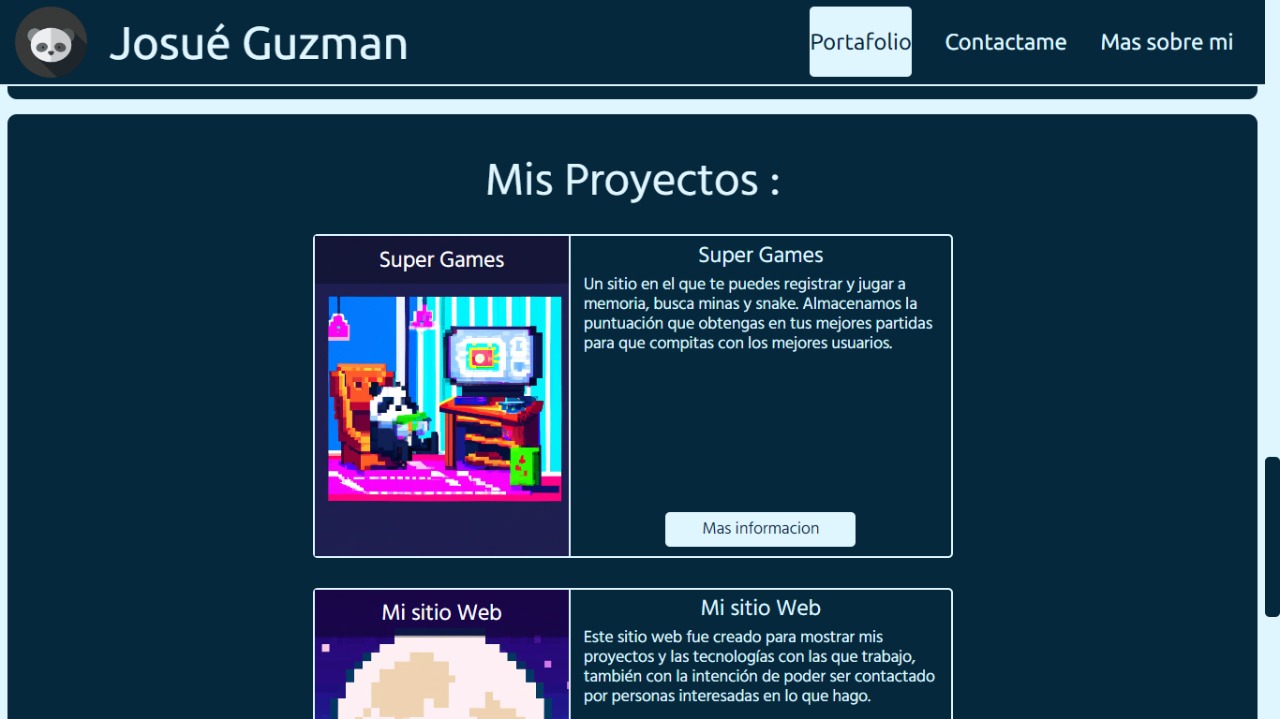 Josué Guzman
Portafolio
Contactame
Mas sobre mi
Mis Proyectos :
Super Games
Super Games
Un sitio en el que te puedes registrar y jugar a
memoria, busca minas y snake. Almacenamos la
puntuación que obtengas en tus mejores partidas
para que compitas con los mejores usuarios.
Mas informacion
Mi sitio Web
Mi sitio Web
Este sitio web fue creado para mostrar mis
proyectos y las tecnologías con las que trabajo,
también con la intención de poder ser contactado
por personas interesadas en lo que hago.